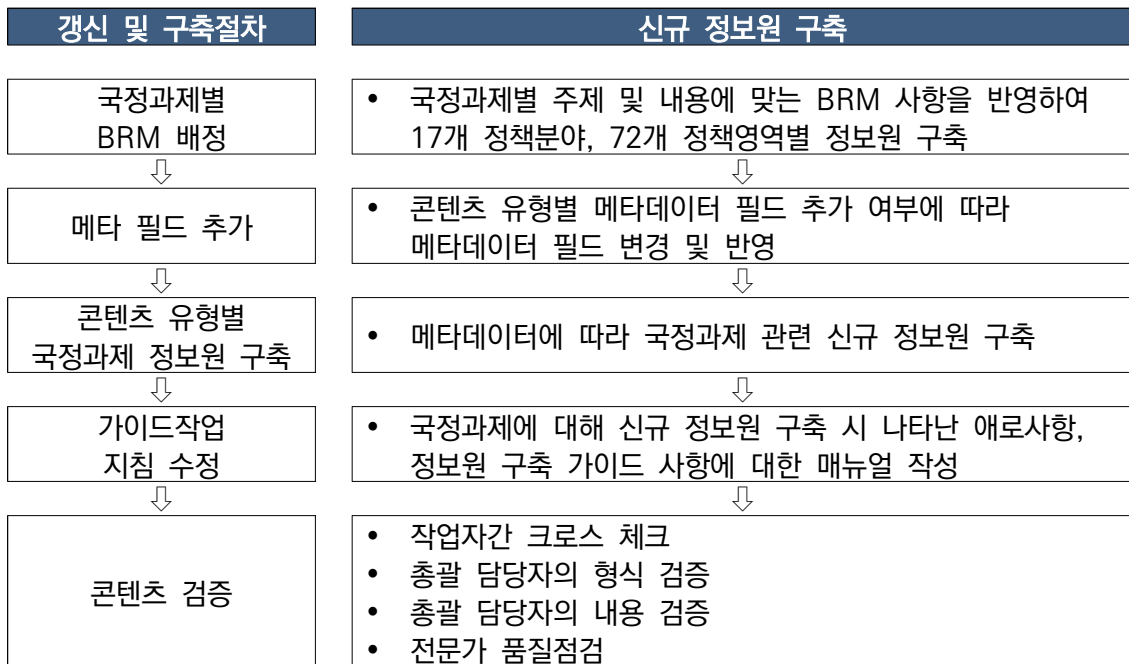 갱신 및 구축절차
신규 정보원 구축
국정과제별
BRM 배정
• 국정과제별 주제 및 내용에 맞는 BRM 사항을 반영하여
17개 정책분야, 72개 정책영역별 정보원 구축
메타 필드 추가
• 콘텐츠 유형별 메타데이터 필드 추가 여부에 따라
메타데이터 필드 변경 및 반영
콘텐츠 유형별
국정과제 정보원 구축
• 메타데이터에 따라 국정과제 관련 신규 정보원 구축
가이드작업
지침 수정
• 국정과제에 대해 신규 정보원 구축 시 나타난 애로사항,
정보원 구축 가이드 사항에 대한 매뉴얼 작성
콘텐츠 검증
• 작업자간 크로스 체크
• 총괄 담당자의 형식 검증
• 총괄 담당자의 내용 검증
• 전문가 품질점검